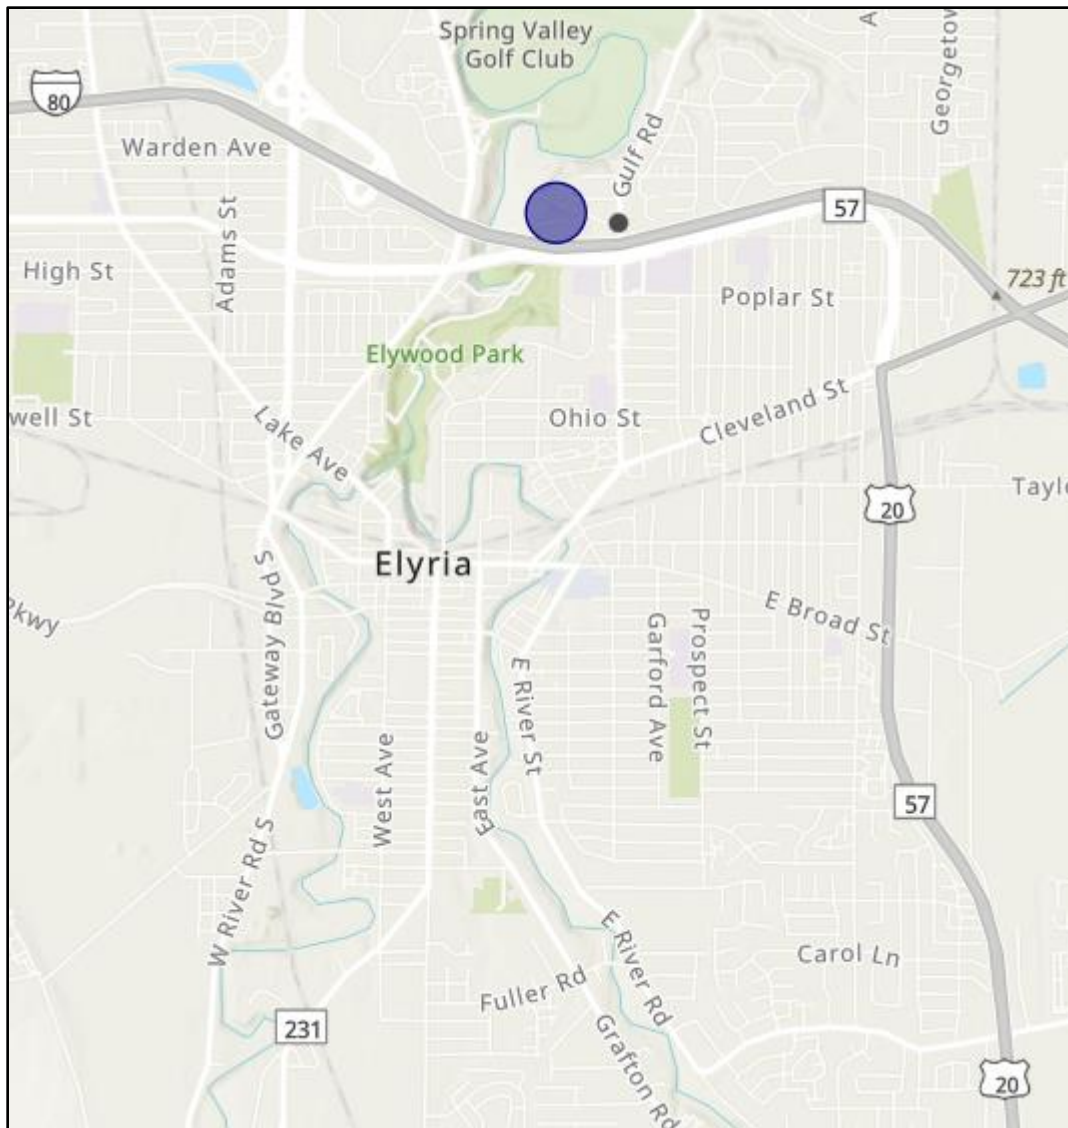 Spring Valley
Golf Club
Georgetow
80
Gulf Rd
Warden Ave
57
Adams St
High St
723 ft
Poplar St
Elywood Park
Lake Ave
Ohio St
Cleveland St
well St
20
Taylo
Elyria
Gateway Blvd S
Pkwy
E Broad St
Garford Ave
Prospect St
E River St
West Ave
East Ave
57
W River Rd S
E River Rd
Carol Ln
Fuller Rd
231
Grafton Rd
20